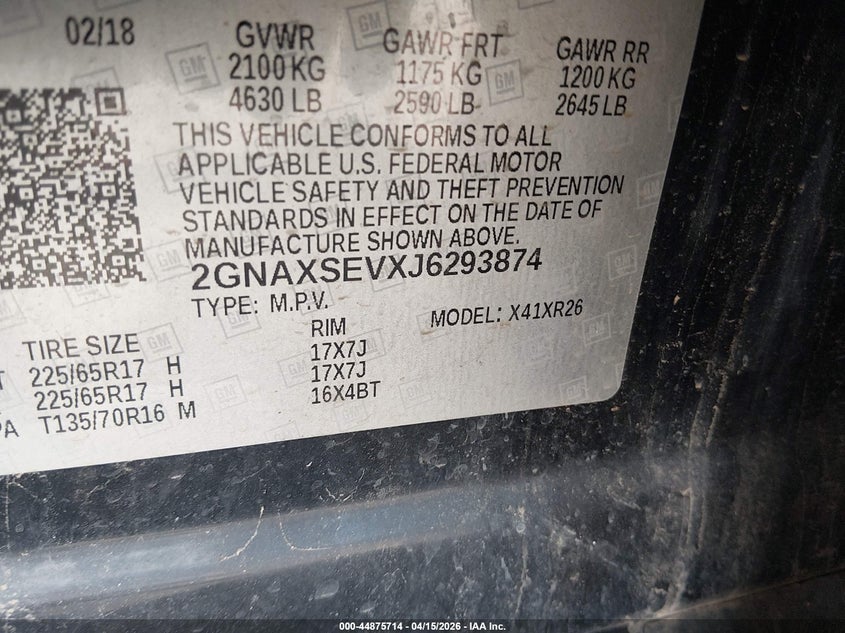 02/18 GVWR GAWR FRT GAWR RR
2100 KG 1175 KG 1200 KG
4630 LB 2590 LB 2645 LB
THIS VEHICLE CONFORMS TO ALL
APPLICABLE U.S. FEDERAL MOTOR
VEHICLE SAFETY AND THEFT PREVENTION
STANDARDS IN EFFECT ON THE DATE OF
MANUFACTURE SHOWN ABOVE.
2GNAXSEVXJ6293874
TYPE: M.P.V. MODEL: X41XR26
TIRE SIZE RIM
225/65R17 H 17X7J
225/65R17 H 17X7J
T135/70R16 M 16X4BT
GM
000-44875714 - 04/15/2026 - IAA Inc.